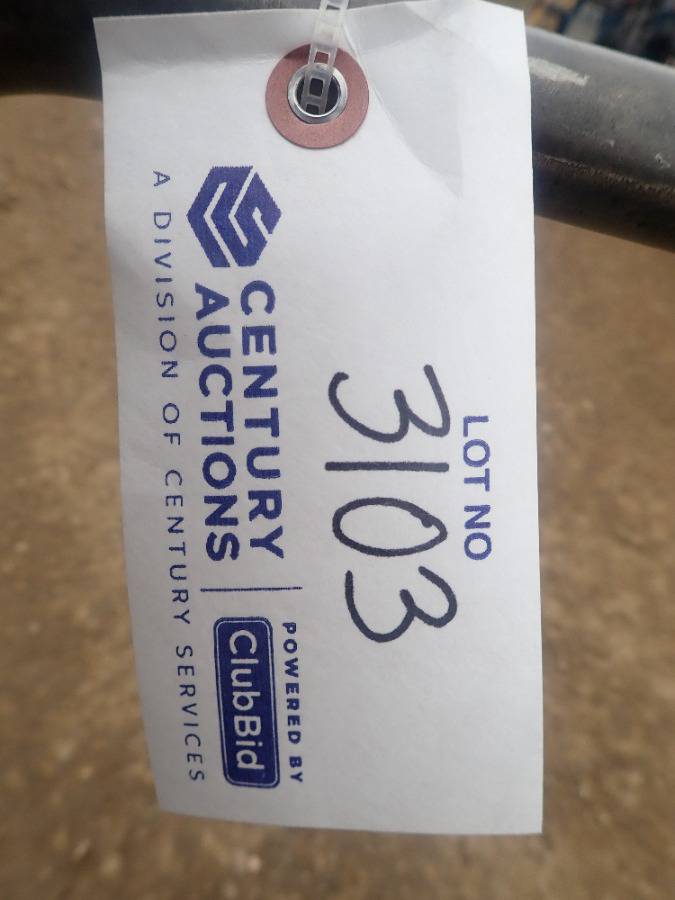 LOT NO
3103
CENTURY
AUCTIONS
A DIVISION OF CENTURY SERVICES
POWERED BY
ClubBid